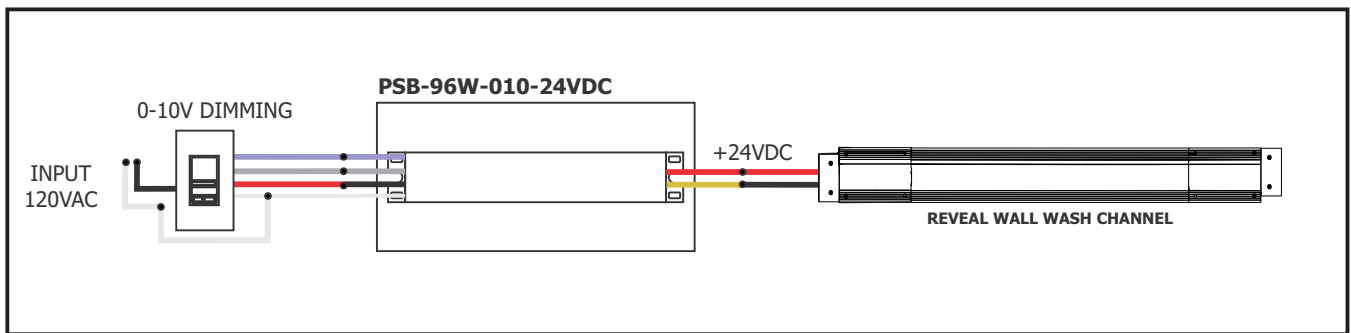 PSB-96W-010-24VDC
0-10V DIMMING
INPUT
120VAC
+24VDC
REVEAL WALL WASH CHANNEL